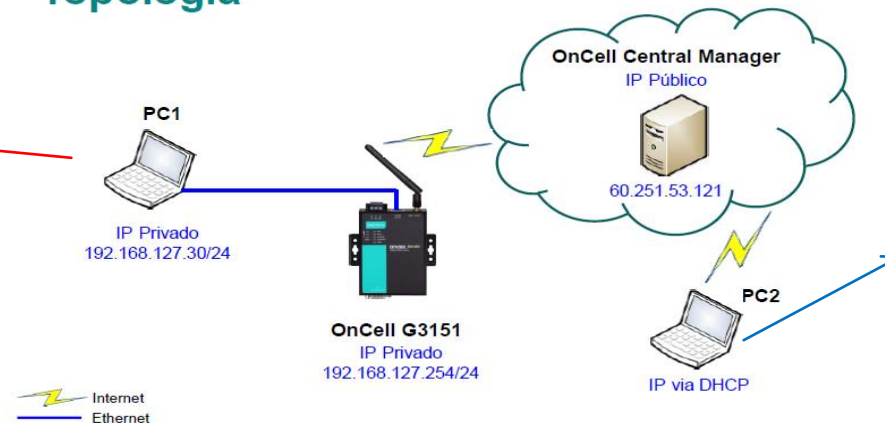 Topología
OnCell Central Manager
IP Público
60.251.53.121
PC1
IP Privado
192.168.127.30/24
OnCell G3151
IP Privado
192.168.127.254/24
PC2
IP via DHCP
Internet
Ethernet